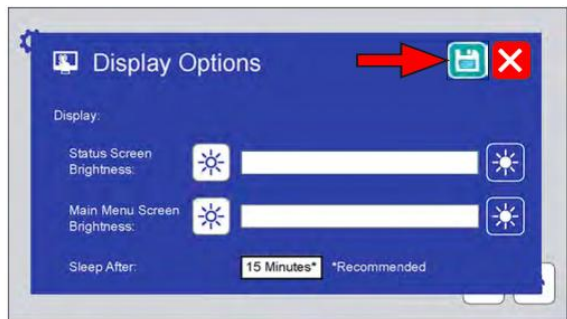 Display Options
Display:
Status Screen
Brightness:
Main Menu Screen
Brightness:
Sleep After:
15 Minutes*
*Recommended